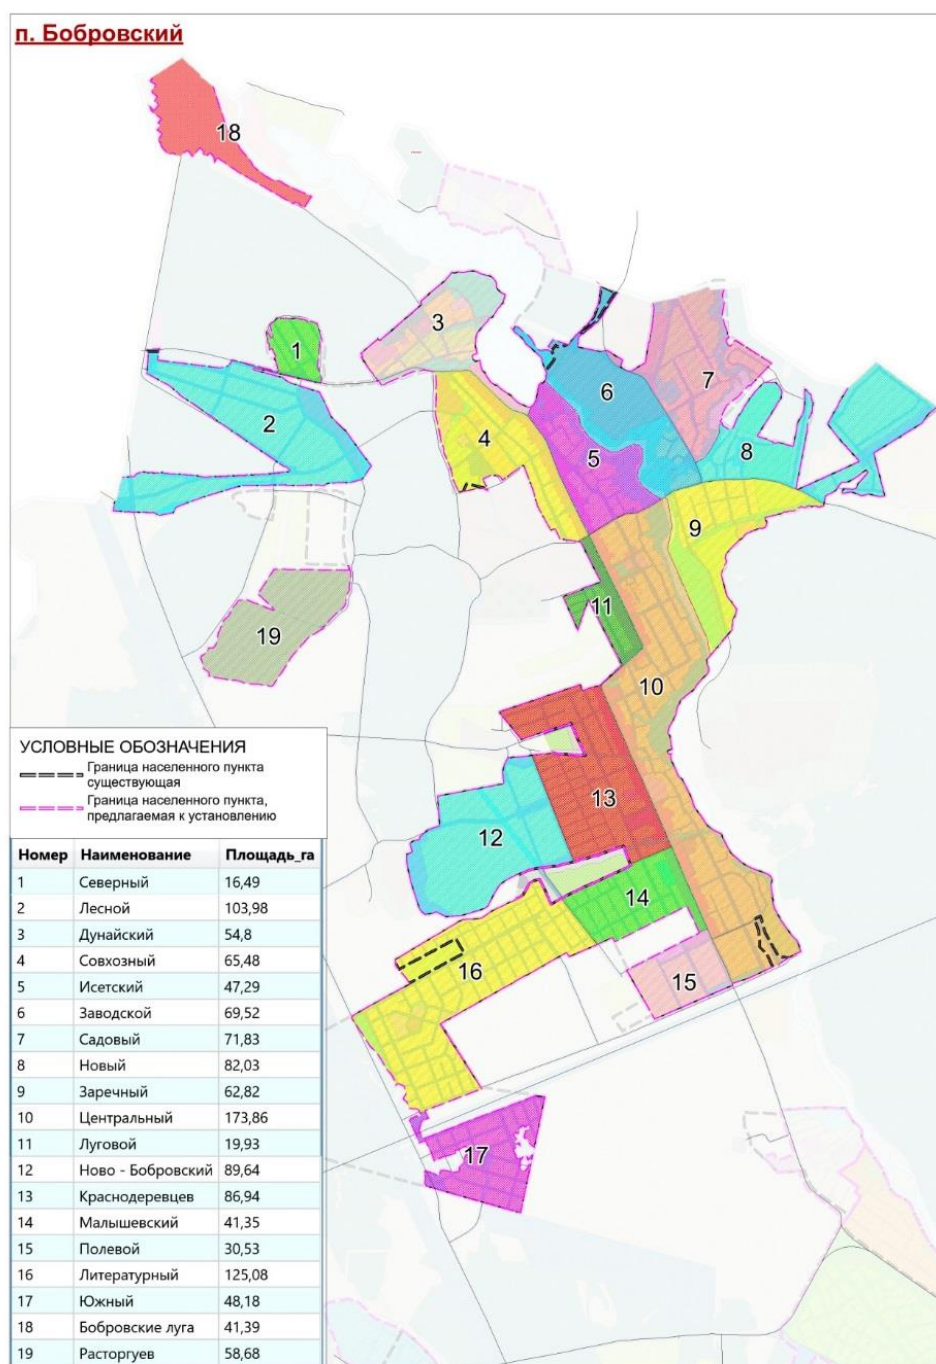 п. Бобровский
18
3
1
7
6
2
4
8
5
9
11
19
10
13
12
14
16
15
17
УСЛОВНЫЕ ОБОЗНАЧЕНИЯ
Граница населенного пункта
существующая
Граница населенного пункта,
предлагаемая к установлению
Номер Наименование Площадь_га
1 Северный 16,49
2 Лесной 103,98
3 Дунайский 54,8
4 Совхозный 65,48
5 Исетский 47,29
6 Заводской 69,52
7 Садовый 71,83
8 Новый 82,03
9 Заречный 62,82
10 Центральный 173,86
11 Луговой 19,93
12 Ново - Бобровский 89,64
13 Краснодеревцев 86,94
14 Малышевский 41,35
15 Полевой 30,53
16 Литературный 125,08
17 Южный 48,18
18 Бобровские луга 41,39
19 Расторгуев 58,68